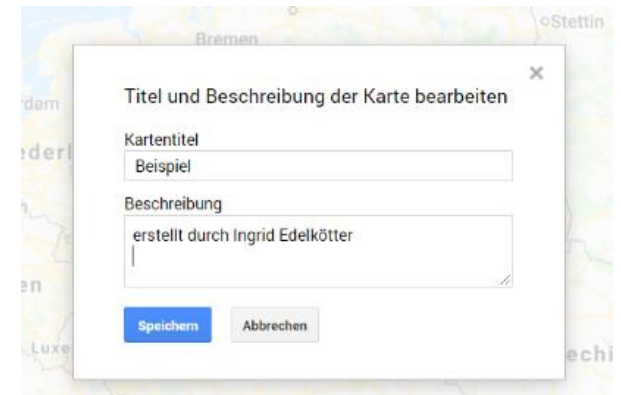 Bremen
Stettin
dam
Titel und Beschreibung der Karte bearbeiten
Kartentitel
ederl
Beispiel
Beschreibung
erstellt durch Ingrid Edelkötter
en
Speichern Abbrechen
Luxe
echi